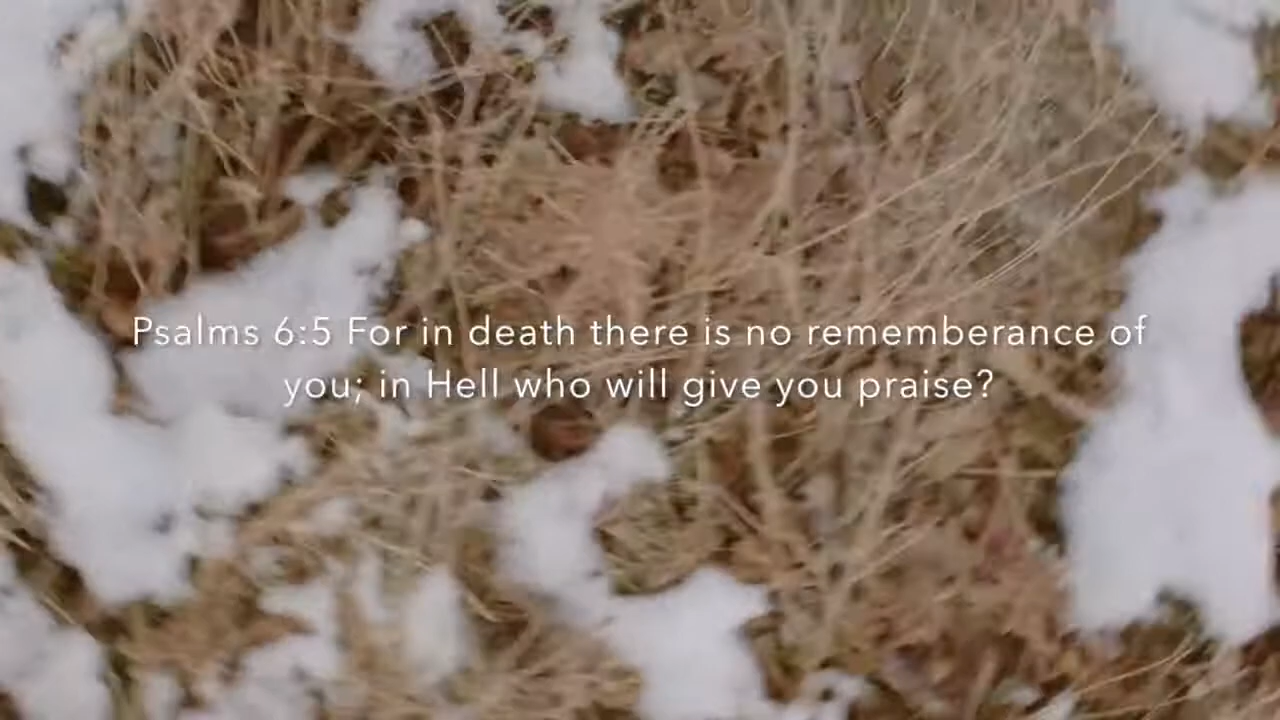 Psalms 6:5 For in death there is no rememberance of
you; in Hell who will give you praise?